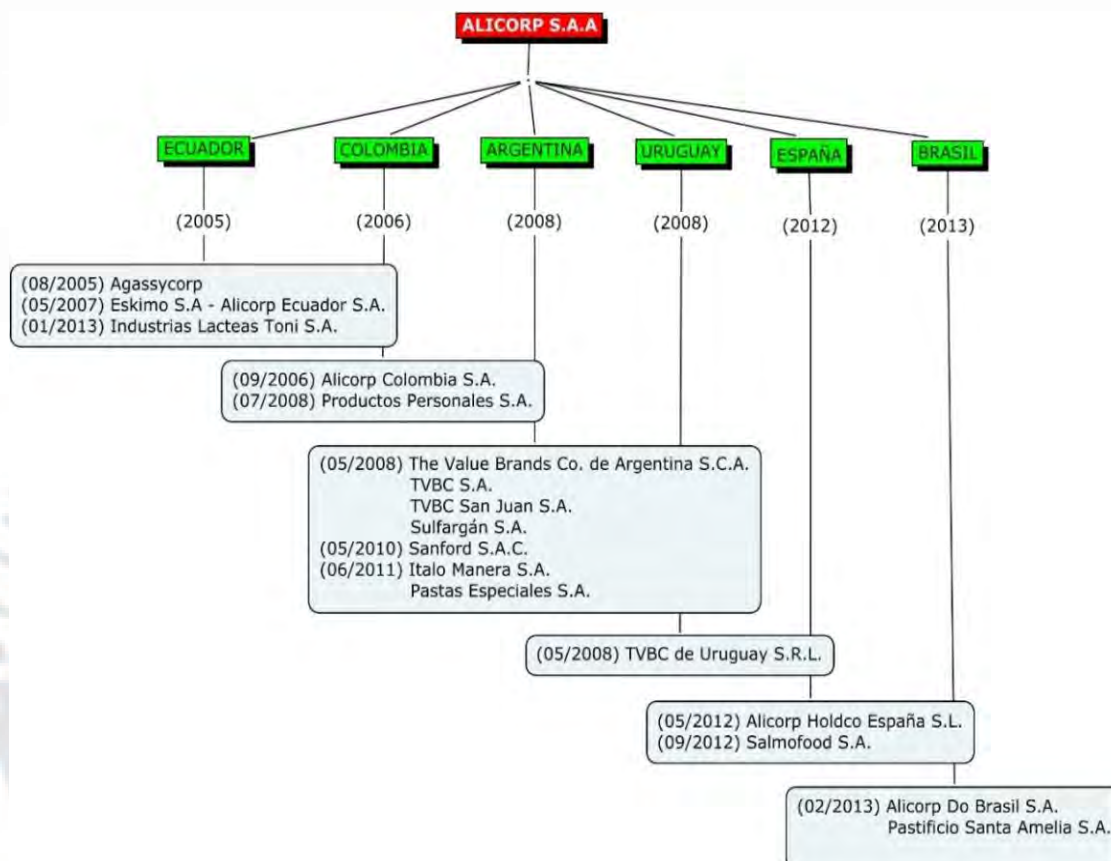 ALICORP S.A.A
ECUADOR
COLOMBIA
ARGENTINA
URUGUAY
ESPAÑA
BRASIL
(2005)
(2006)
(2008)
(2008)
(2012)
(2013)
(08/2005) Agassycorp
(05/2007) Eskimo S.A - Alicorp Ecuador S.A.
(01/2013) Industrias Lacteas Toni S.A.
(09/2006) Alicorp Colombia S.A.
(07/2008) Productos Personales S.A.
(05/2008) The Value Brands Co. de Argentina S.C.A.
TVBC S.A.
TVBC San Juan S.A.
Sulfargán S.A.
(05/2010) Sanford S.A.C.
(06/2011) Italo Manera S.A.
Pastas Especiales S.A.
(05/2008) TVBC de Uruguay S.R.L.
(05/2012) Alicorp Holdco España S.L.
(09/2012) Salmofood S.A.
(02/2013) Alicorp Do Brasil S.A.
Pastificio Santa Amelia S.A.